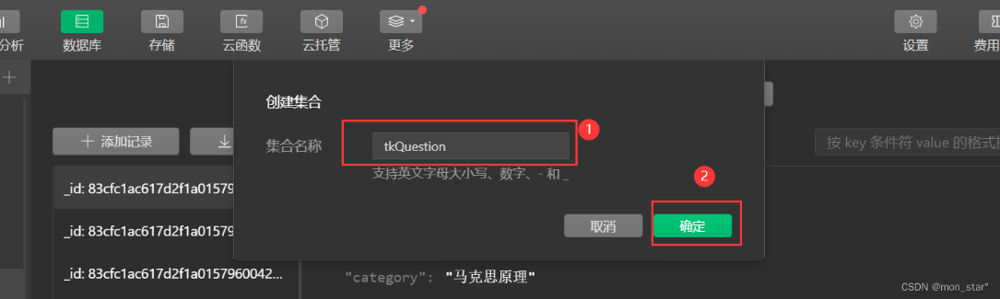 分析 数据库 存储 云函数 云托管 更多 设置 费用
创建集合
集合名称 tkQuestion 1
支持英文字母大小写、数字、- 和 _
添加记录
按 key 条件符 value 的格式
2
取消 确定
_id: 83cfc1ac617d2f1a01579
_id: 83cfc1ac617d2f1a01579
_id: 83cfc1ac617d2f1a0157960042...
"category": "马克思原理"
CSDN @mon_star°